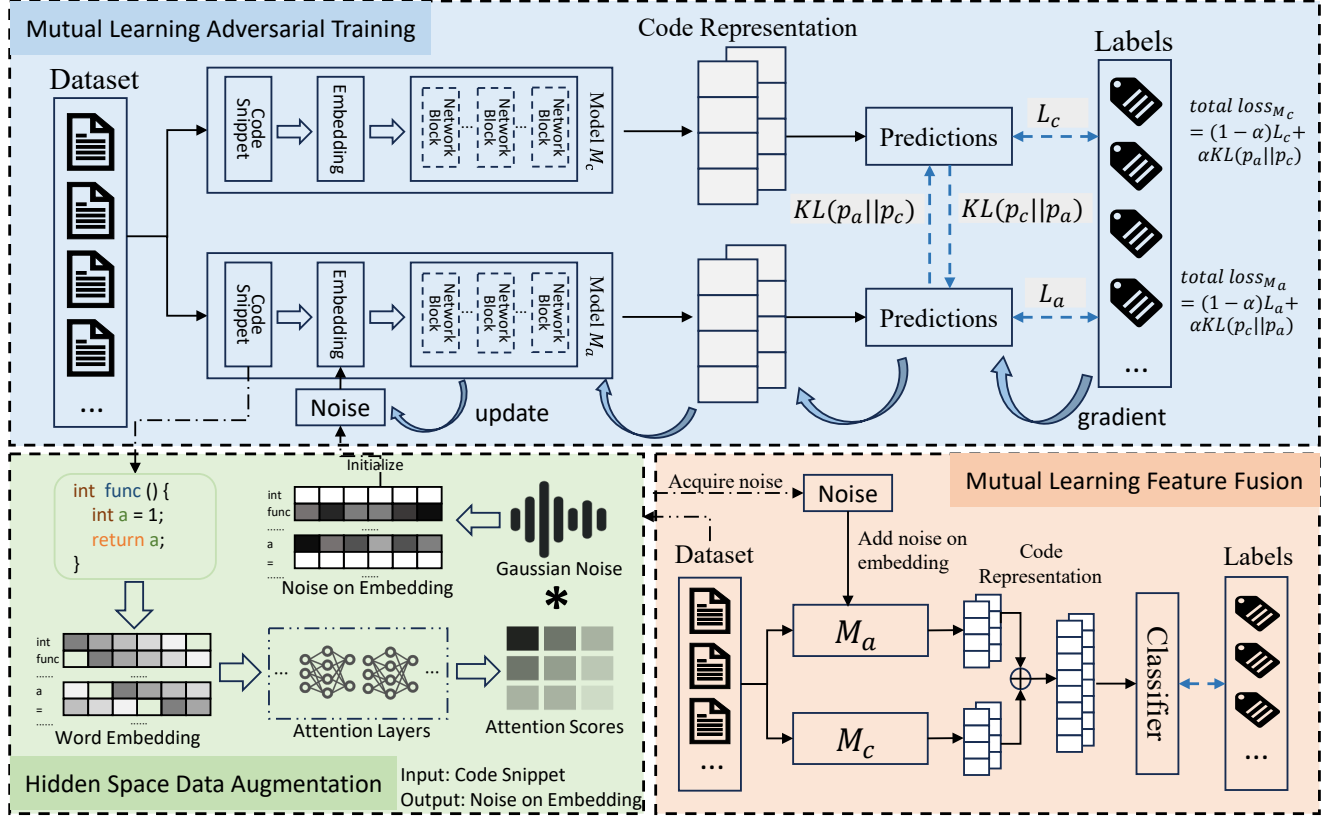 Mutual Learning Adversarial Training
Dataset
...
Code
Snippet
Embedding
Network
Block
...
Network
Block
...
Network
Block
Model M_c
Code Representation
Predictions
L_c
Labels
total loss_{M_c}
= (1 − α)L_c+
αKL(p_a||p_c)
KL(p_a||p_c)
KL(p_c||p_a)
Code
Snippet
Embedding
Network
Block
...
Network
Block
...
Network
Block
Model M_a
Predictions
L_a
total loss_{M_a}
= (1 − α)L_a+
αKL(p_c||p_a)
...
Noise
update
gradient
Initialize
int func () {
int a = 1;
return a;
}
int
func
......
......
a
=
......
......
Noise on Embedding
Gaussian Noise
*
int
func
......
......
a
=
......
......
Word Embedding
...
...
Attention Layers
Attention Scores
Hidden Space Data Augmentation
Input: Code Snippet
Output: Noise on Embedding
Mutual Learning Feature Fusion
Acquire noise
Noise
Add noise on
embedding
Dataset
...
M_a
M_c
Code
Representation
Classifier
Labels
...